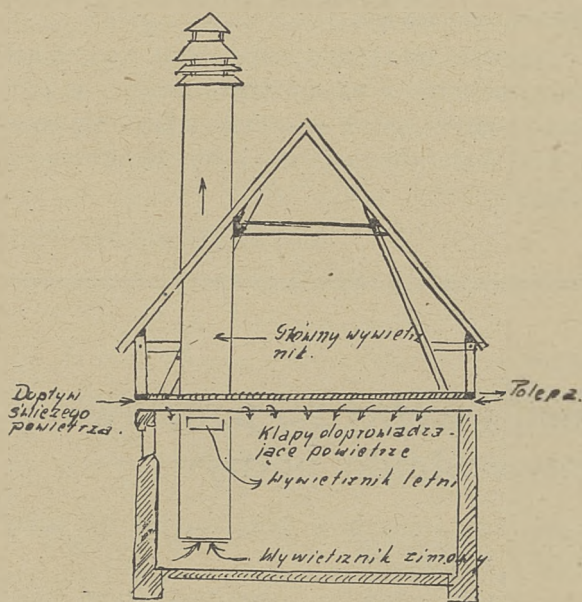 Główny wywietrz
nik.
Dopływ
świeżego
powietrza.
Polepa.
Klapy doprowadza-
jące powietrze
Wywietrznik letni
Wywietrznik zimowy